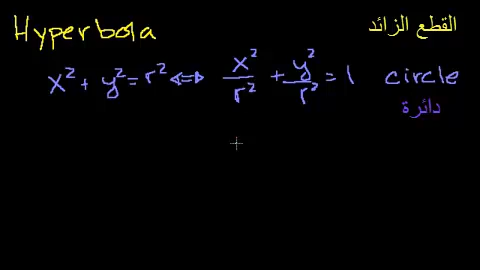 Hyperbola القطع الزائد
x² + y² = r² ⇔ x²/r² + y²/r² = 1 circle
دائرة